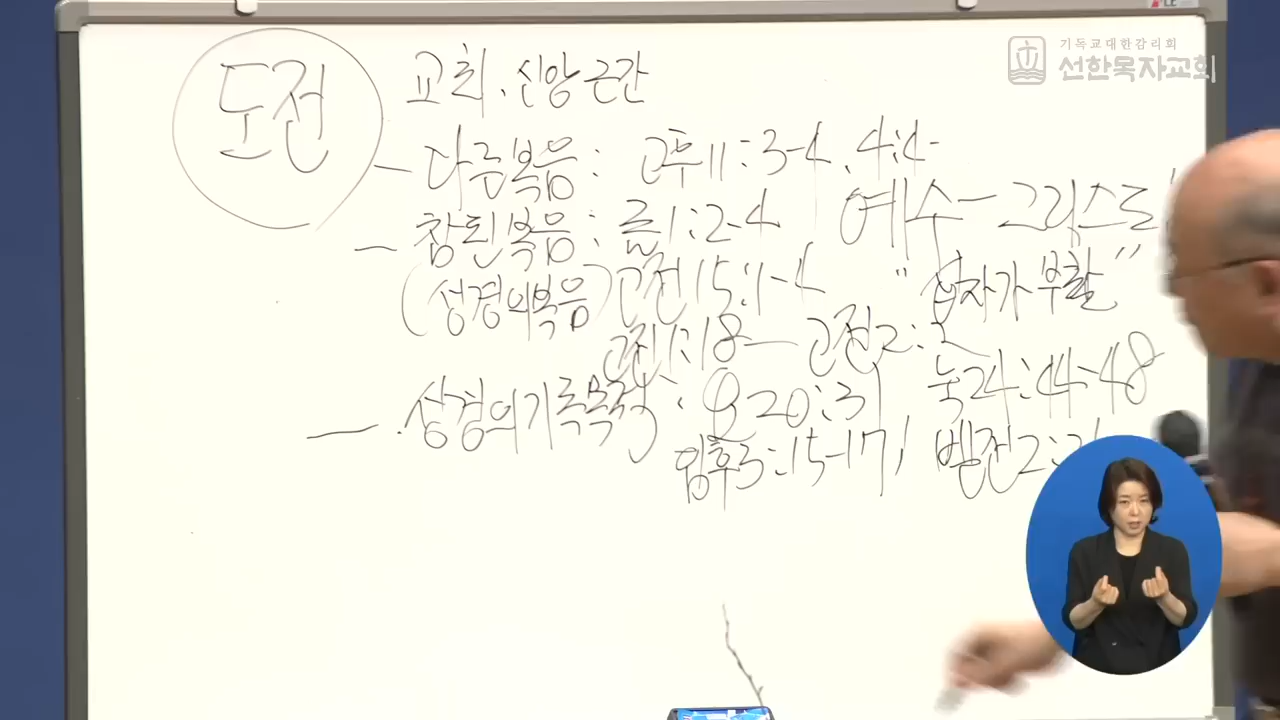 기독교대한감리회
선한목자교회
도전
교회. 신앙 근간
- 다른복음: 고후11:3-4, 4:4-
- 참된복음: 롬1:2-4 예수-그리스도
(성경의복음) 고전15:1-4 "십자가 부활"
고전1:18- 고전2:2
- 성경의기록목적: 요20:31 눅24:44-48
딤후3:15-17, 벧전2: